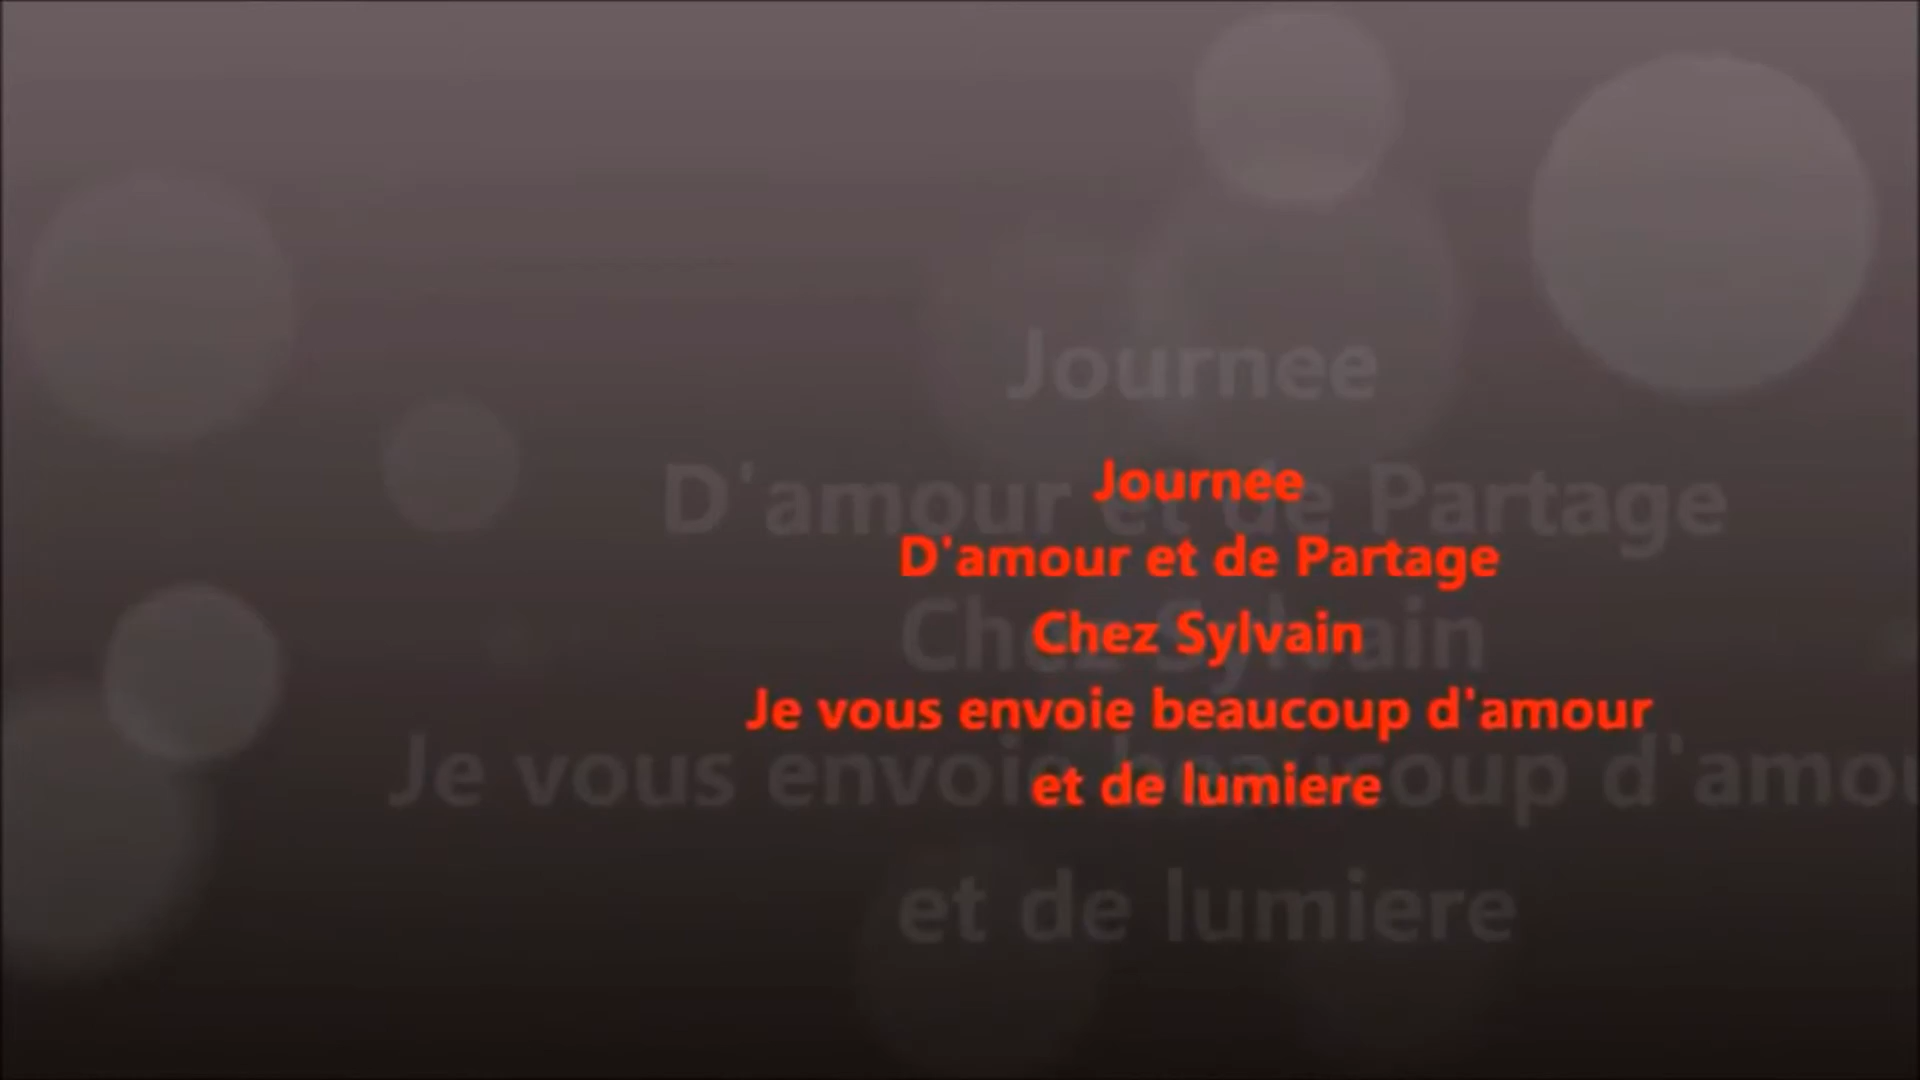 Journee
D'amour et de Partage
Chez Sylvain
Je vous envoie beaucoup d'amour
et de lumiere